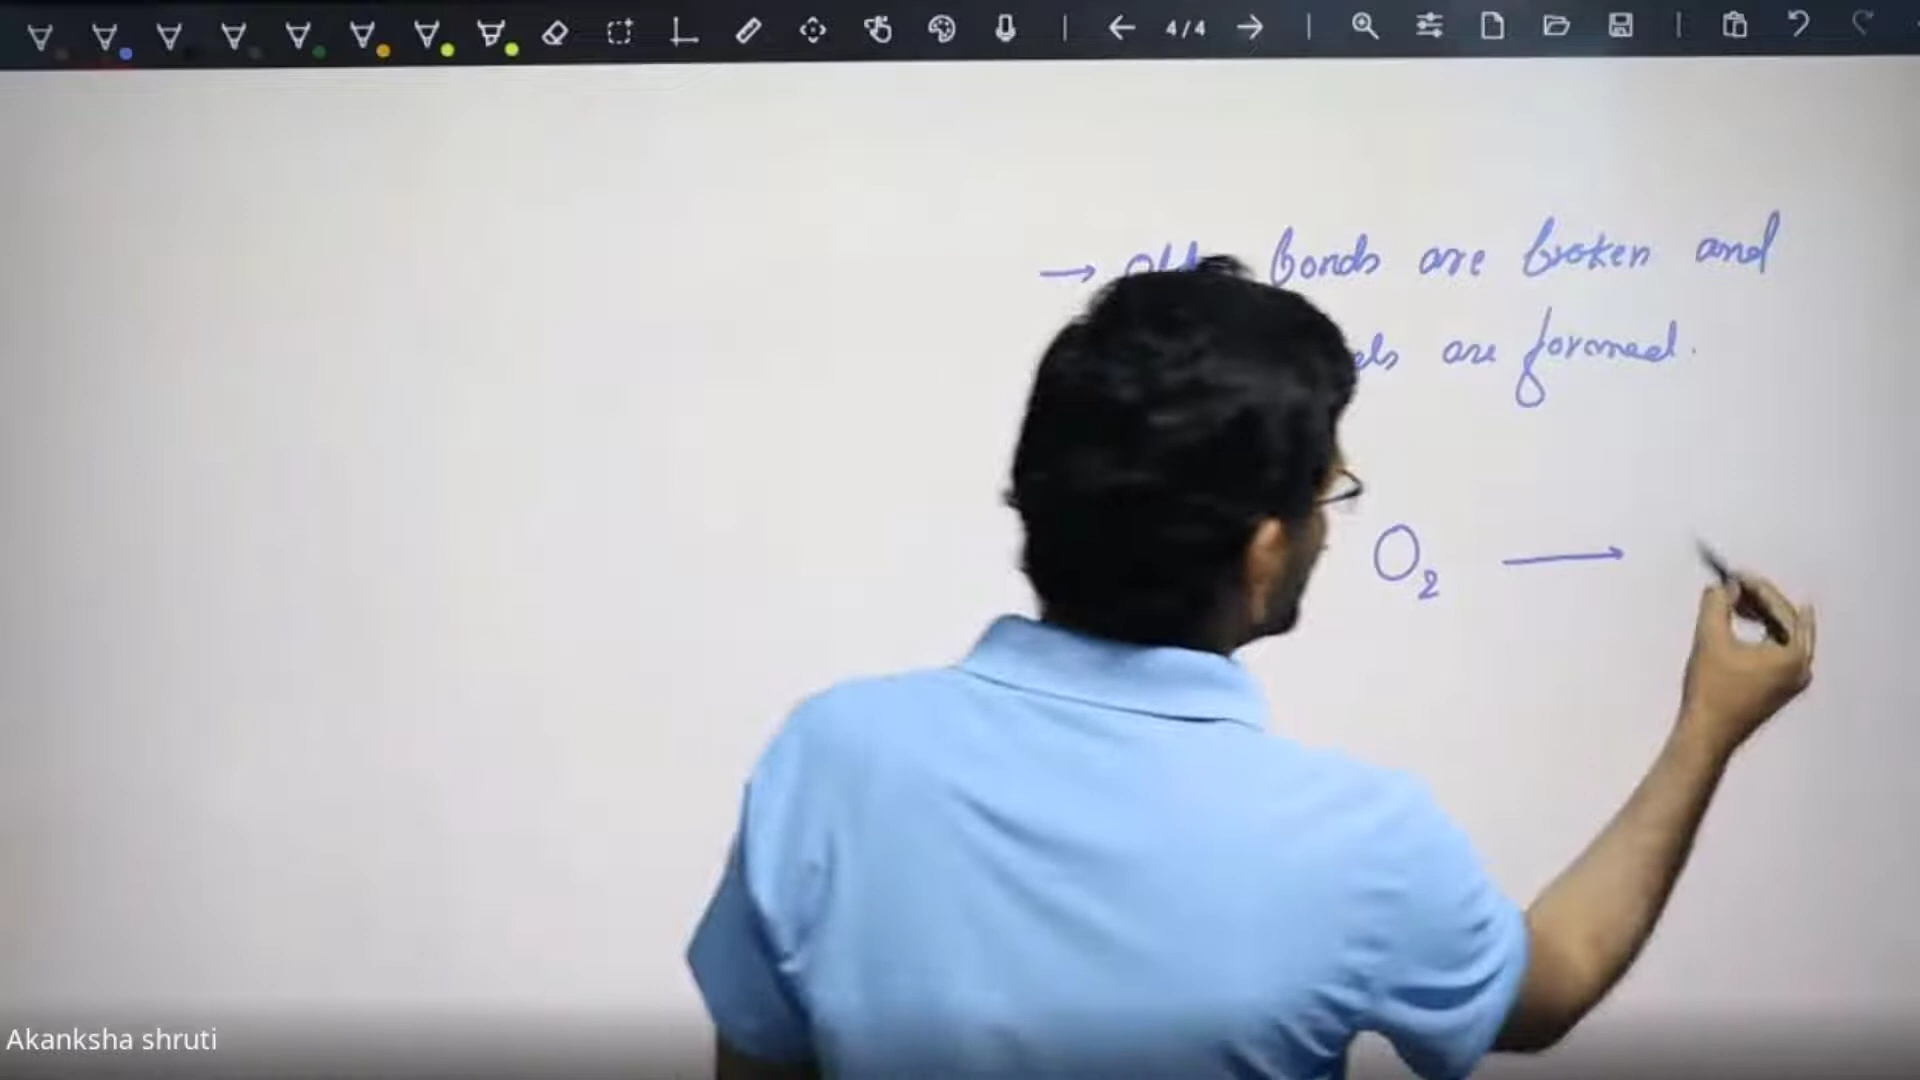 4/4
→ bonds are broken and
are formed.
O₂ →
Akanksha shruti